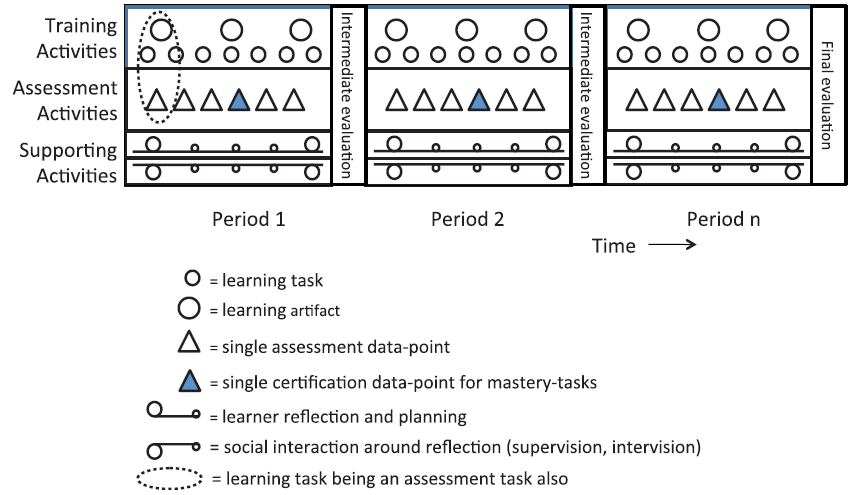 Training
Activities
Assessment
Activities
Supporting
Activities
Intermediate evaluation
Intermediate evaluation
Final evaluation
Period 1
Period 2
Period n
Time
= learning task
= learning artifact
= single assessment data-point
= single certification data-point for mastery-tasks
= learner reflection and planning
= social interaction around reflection (supervision, intervision)
= learning task being an assessment task also